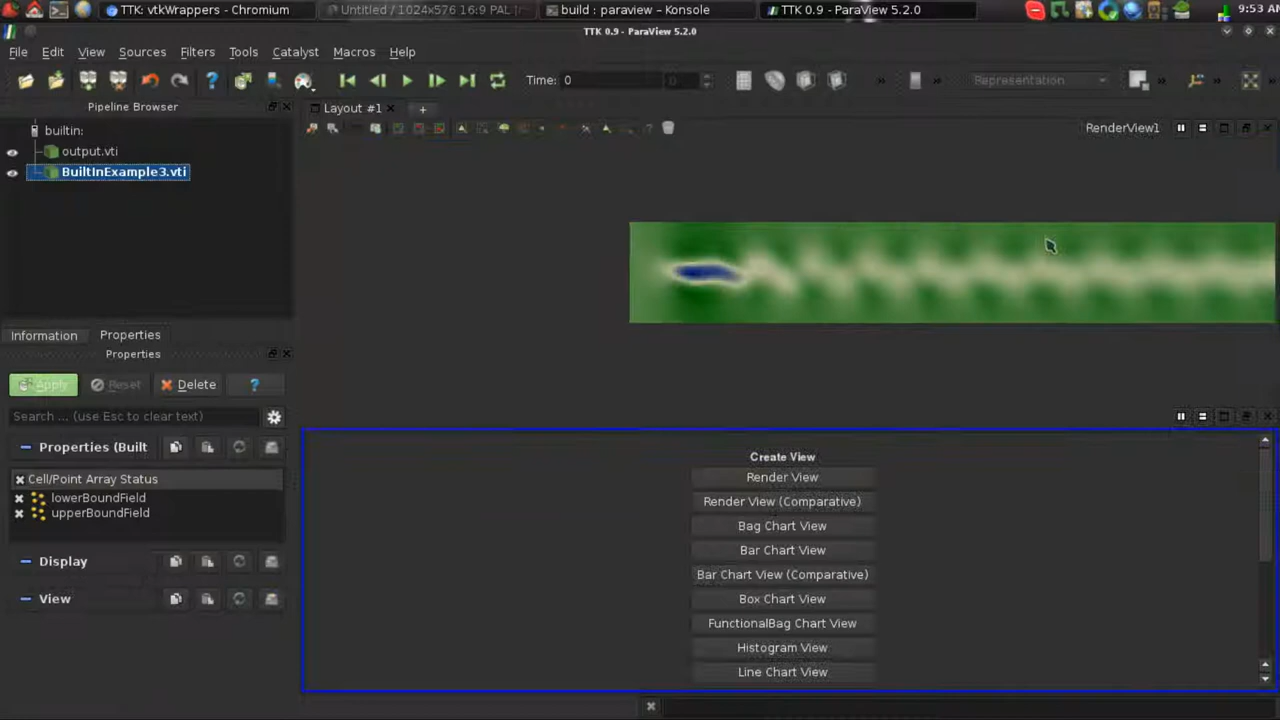 TTK: vtkWrappers - Chromium
Untitled / 1024x576 16:9 PAL
build : paraview – Konsole
TTK 0.9 - ParaView 5.2.0
9:53 AM
TTK 0.9 - ParaView 5.2.0
File Edit View Sources Filters Tools Catalyst Macros Help
Time: 0 0 Representation
Pipeline Browser
Layout #1
builtin:
RenderView1
output.vti
BuiltInExample3.vti
Information Properties
Properties
Apply Reset Delete ?
Search ... (use Esc to clear text)
Properties (Built
Cell/Point Array Status
lowerBoundField
upperBoundField
Display
View
Create View
Render View
Render View (Comparative)
Bag Chart View
Bar Chart View
Bar Chart View (Comparative)
Box Chart View
FunctionalBag Chart View
Histogram View
Line Chart View